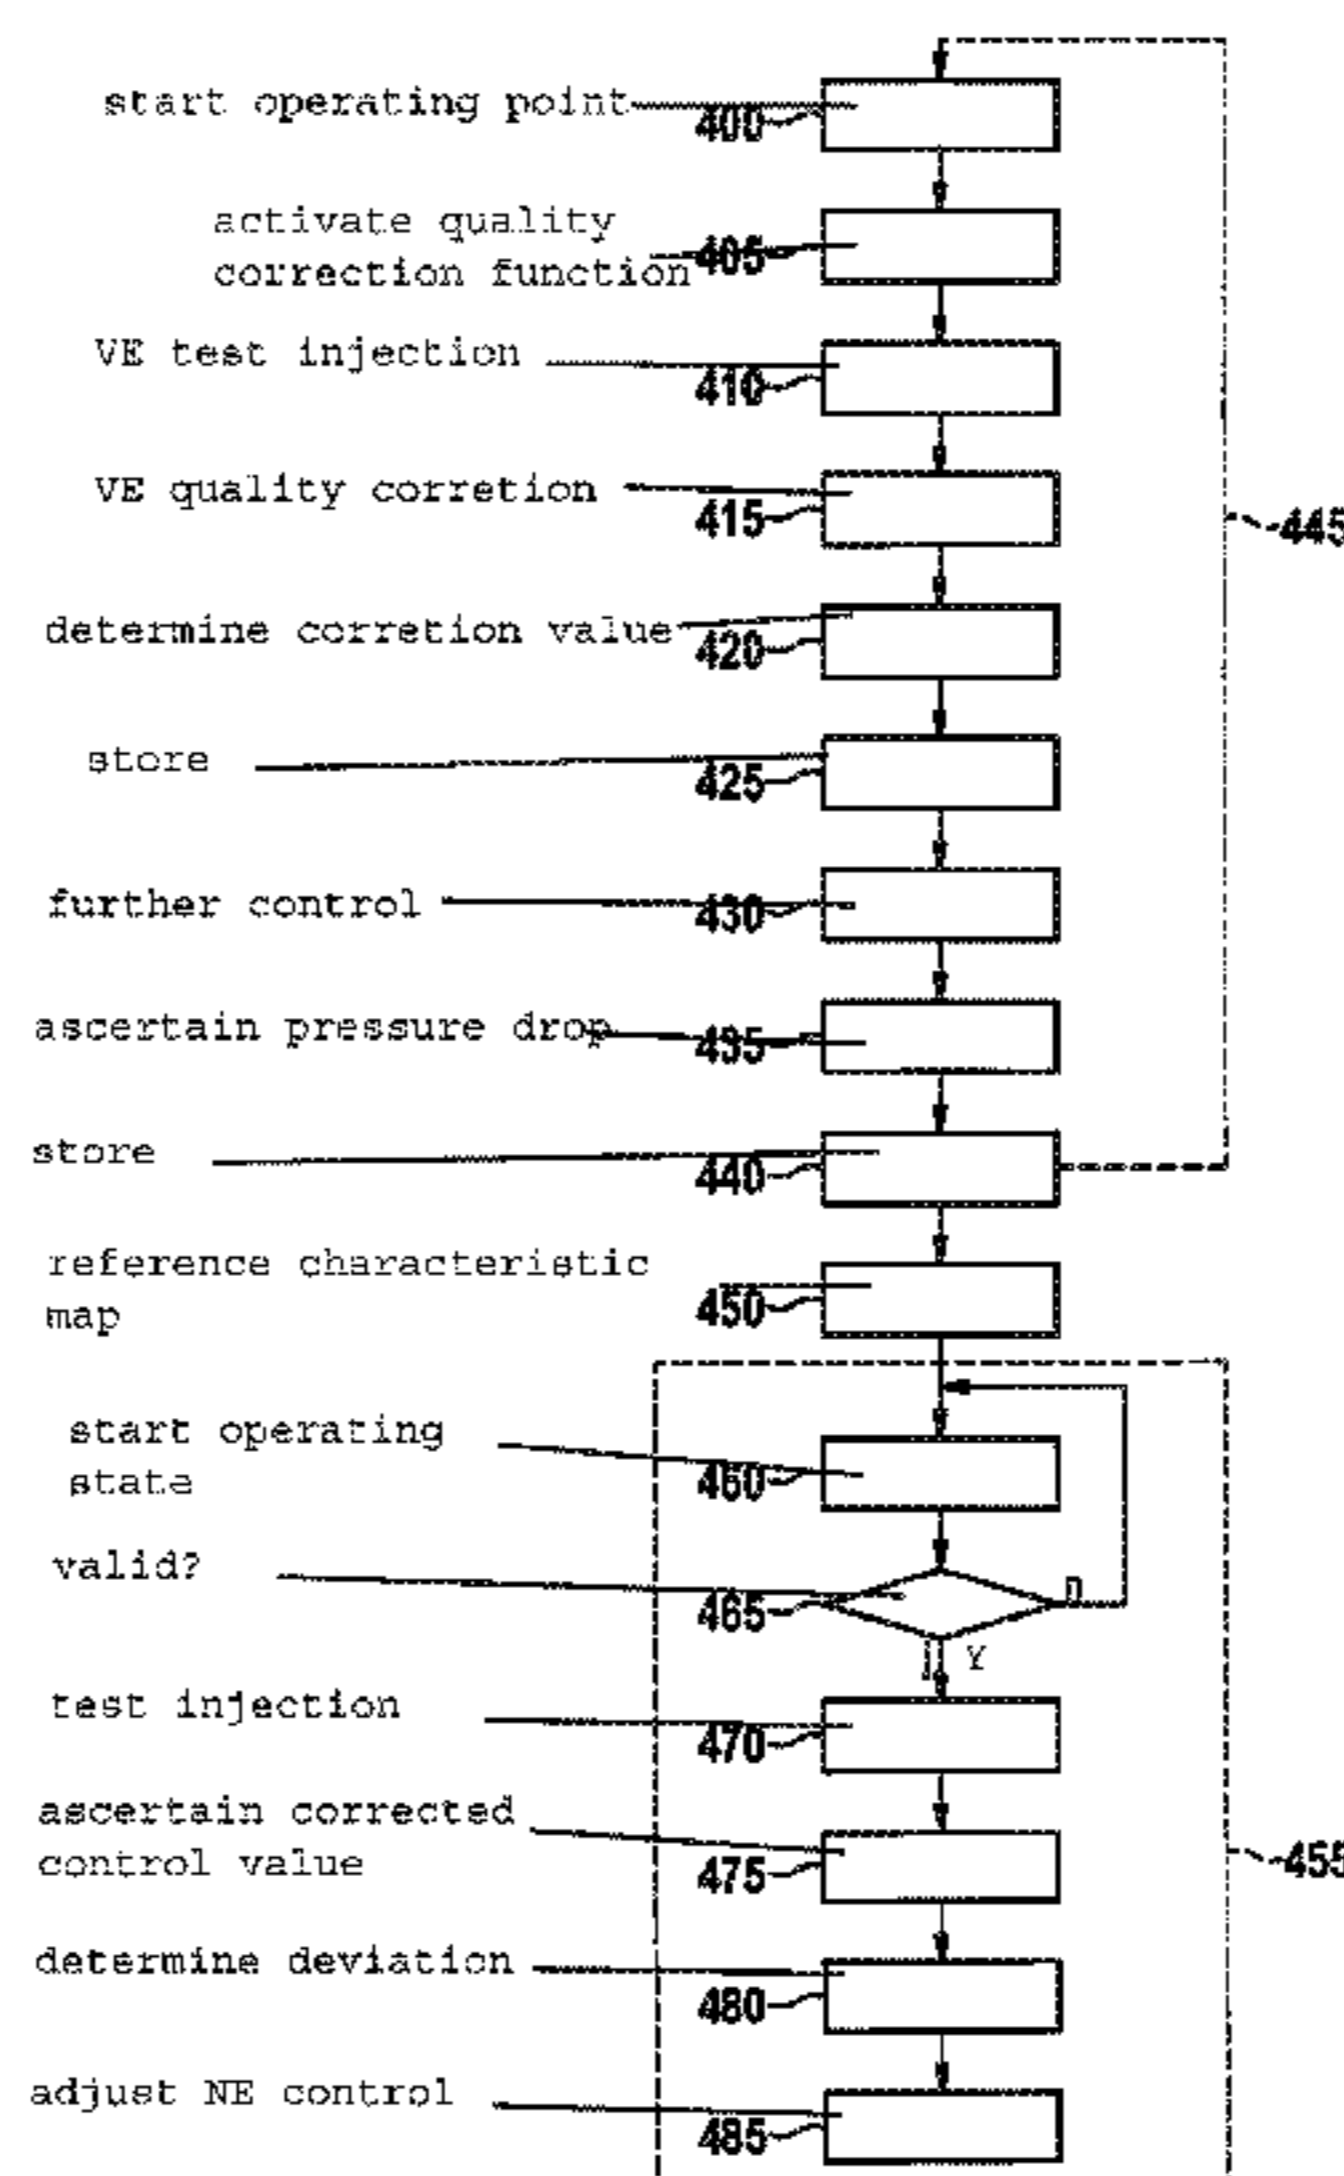 start operating point
400
activate quality
correction function
405
VE test injection
410
VE quality corretion
415
445
determine corretion value
420
store
425
further control
430
ascertain pressure drop
435
store
440
reference characteristic
map
450
start operating
state
460
valid?
465
n
Y
test injection
470
ascertain corrected
control value
475
455
determine deviation
480
adjust NE control
485